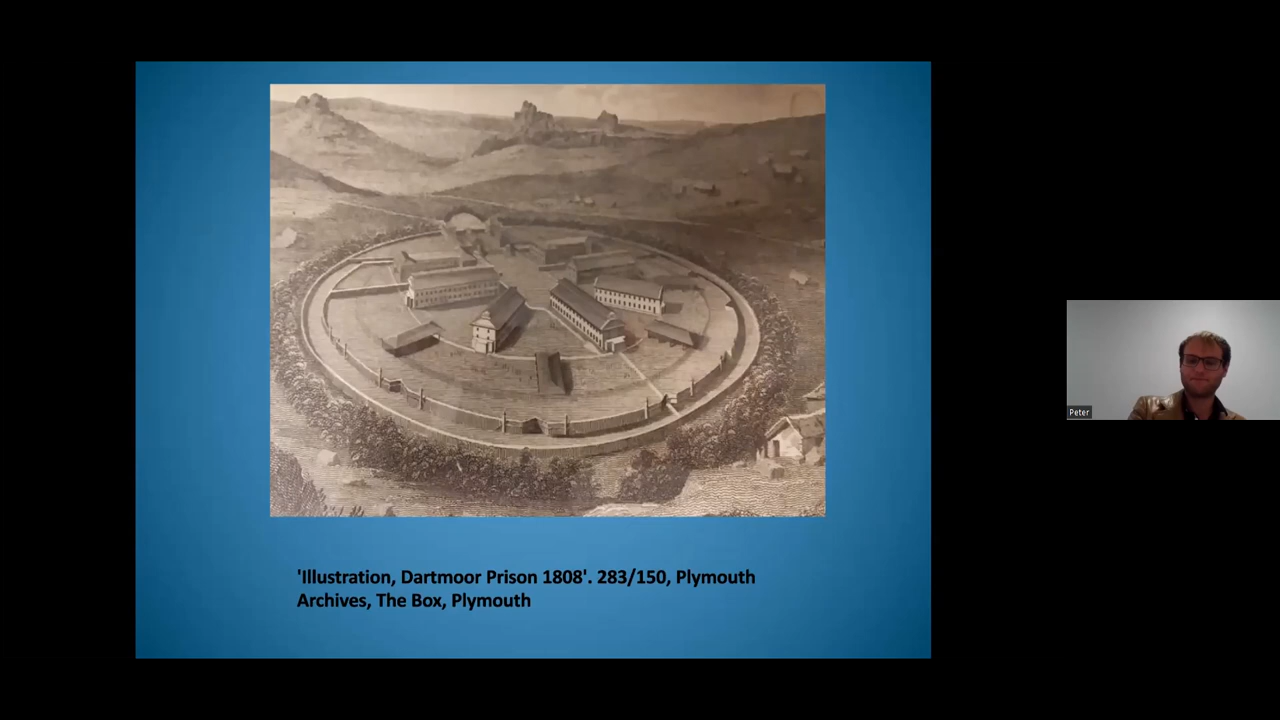 'Illustration, Dartmoor Prison 1808'. 283/150, Plymouth
Archives, The Box, Plymouth
Peter